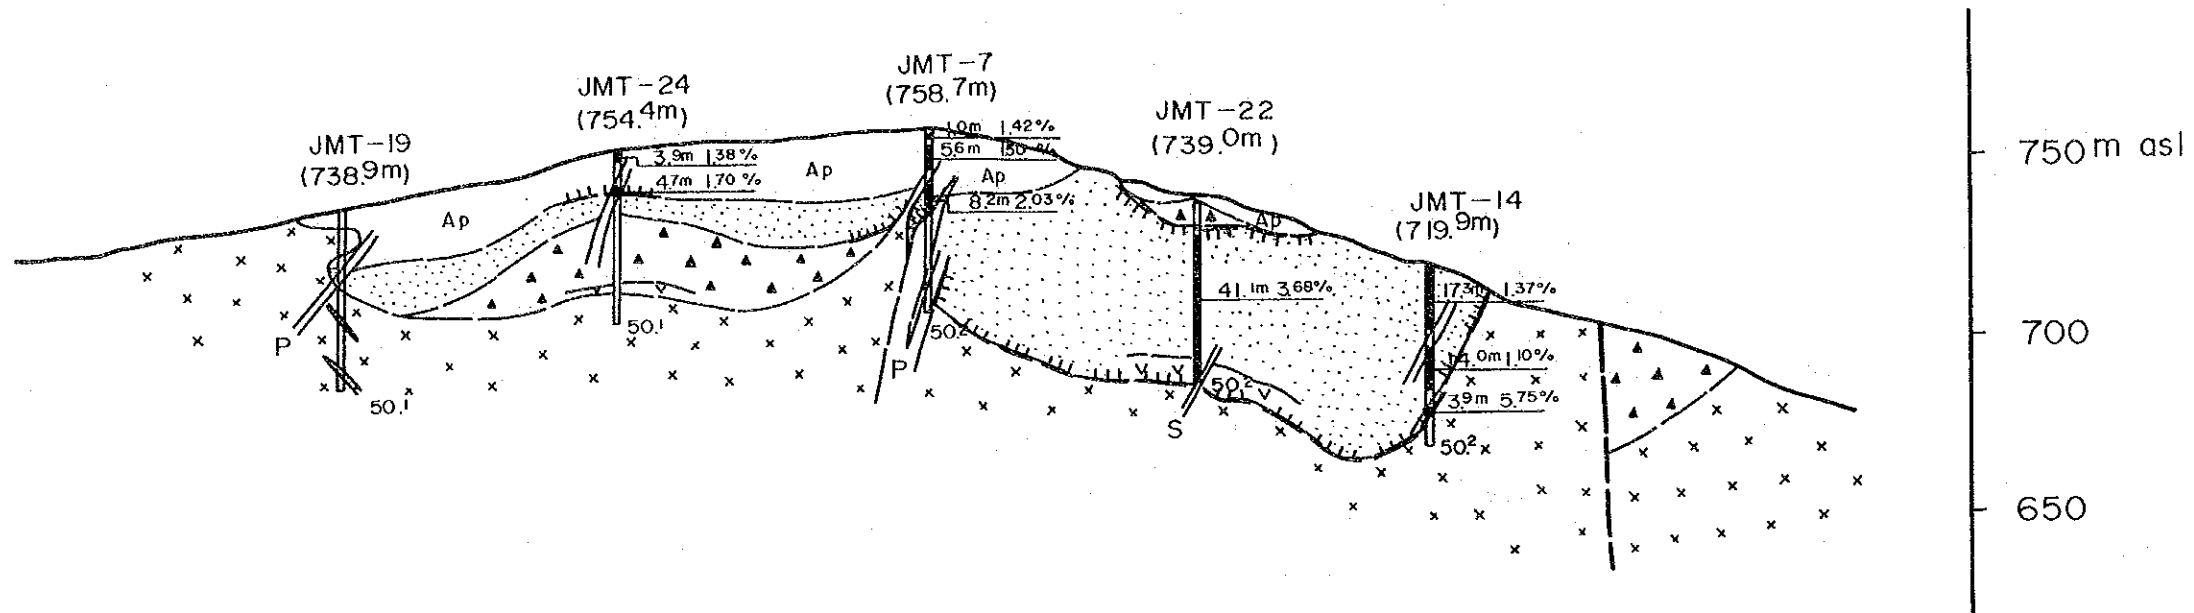 JMT-19
(738.9m)
JMT-24
(754.4m)
JMT-7
(758.7m)
JMT-22
(739.0m)
JMT-14
(719.9m)
750 m asl
700
650
3.9m 1.38%
4.7m 1.70%
1.0m 1.42%
5.6m 1.50%
8.2m 2.03%
41.1m 3.68%
17.3m 1.37%
14.0m 1.10%
3.9m 5.75%
Ap
Ap
Ap
Ap
P
P
S
50.1
50.1
50.2
50.2
50.2